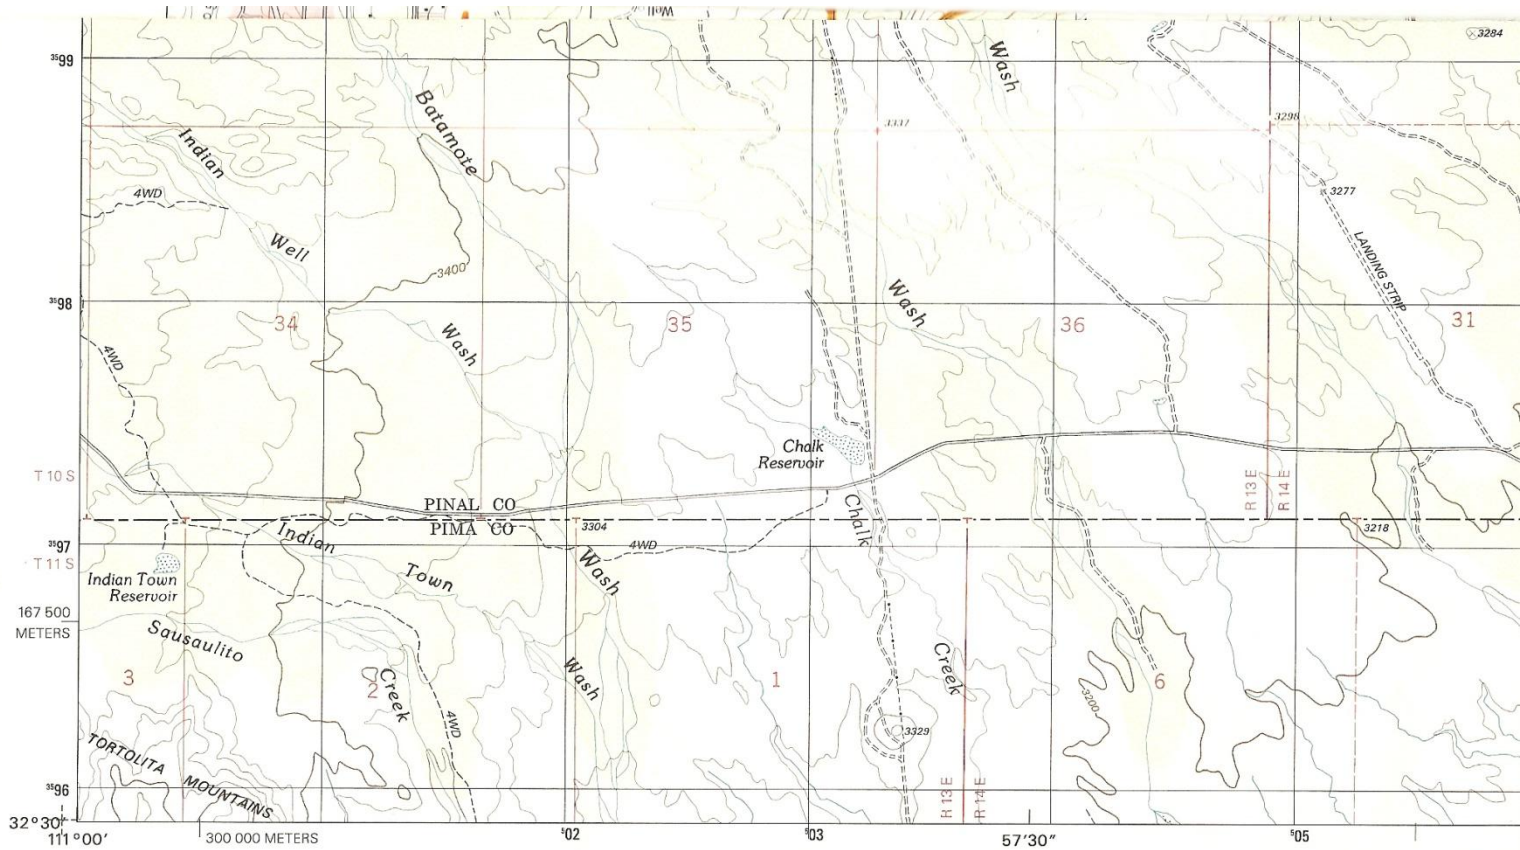 Well
3284
³⁵99
Wash
Batamote
3337
3298
Indian
4WD
3277
Well
LANDING STRIP
3400
³⁵98
Wash
34
35
36
31
Wash
4WD
Chalk
Reservoir
T 10 S
R 13 E
R 14 E
PINAL CO
PIMA CO
Chalk
3304
3218
Indian
4WD
³⁵97
T 11 S
Indian Town
Reservoir
Town
Wash
167 500
METERS
Sausaulito
Creek
Wash
Creek
3
2
1
6
3200
4WD
3329
TORTOLITA MOUNTAINS
R 13 E
R 14 E
³⁵96
32°30'
111°00'
300 000 METERS
⁵02
⁵03
57'30"
⁵05